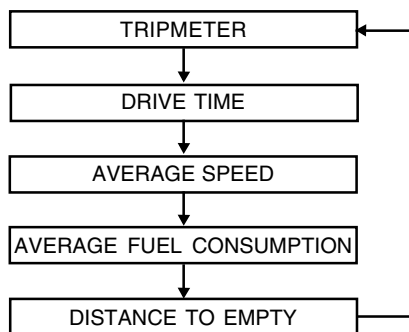 TRIPMETER
DRIVE TIME
AVERAGE SPEED
AVERAGE FUEL CONSUMPTION
DISTANCE TO EMPTY